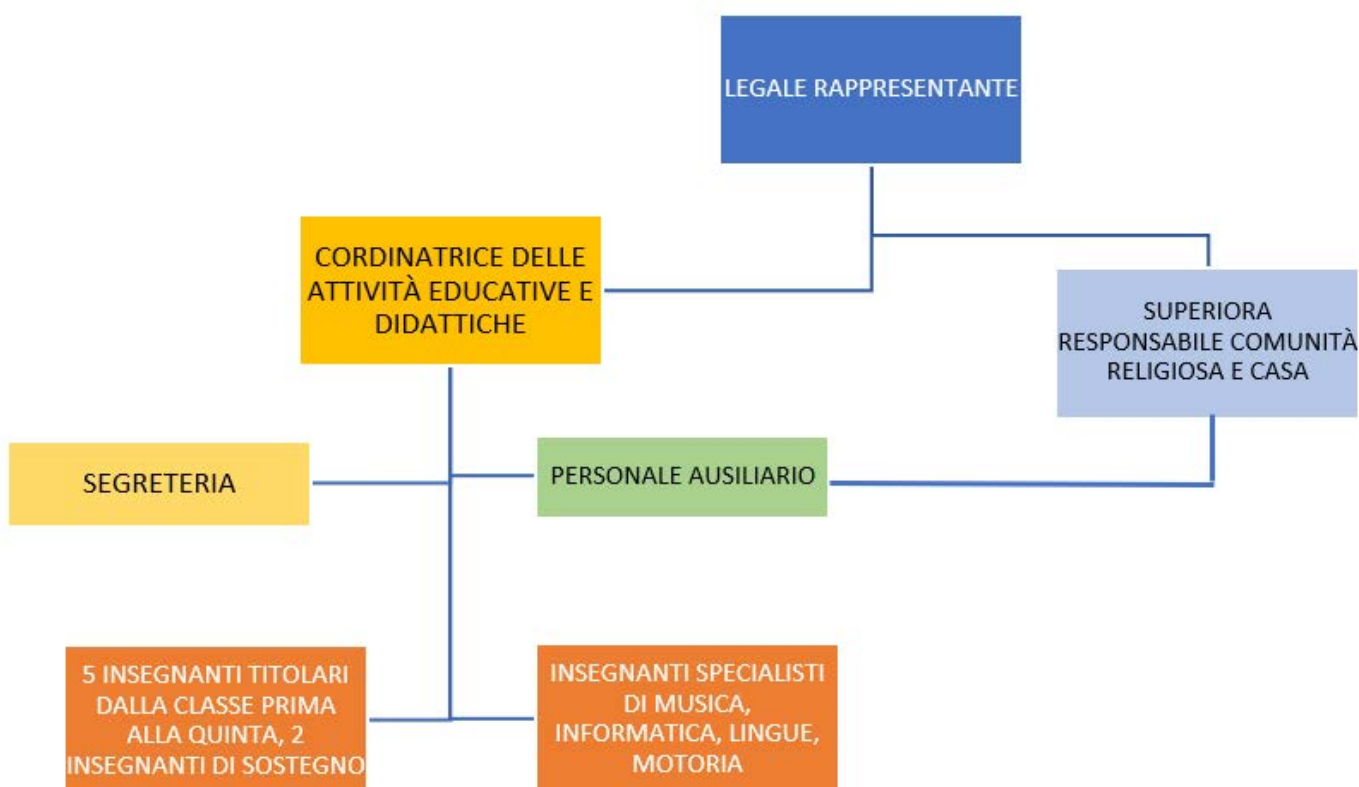 LEGALE RAPPRESENTANTE
CORDINATRICE DELLE
ATTIVITÀ EDUCATIVE E
DIDATTICHE
SUPERIORA
RESPONSABILE COMUNITÀ
RELIGIOSA E CASA
SEGRETERIA
PERSONALE AUSILIARIO
5 INSEGNANTI TITOLARI
DALLA CLASSE PRIMA
ALLA QUINTA, 2
INSEGNANTI DI SOSTEGNO
INSEGNANTI SPECIALISTI
DI MUSICA,
INFORMATICA, LINGUE,
MOTORIA